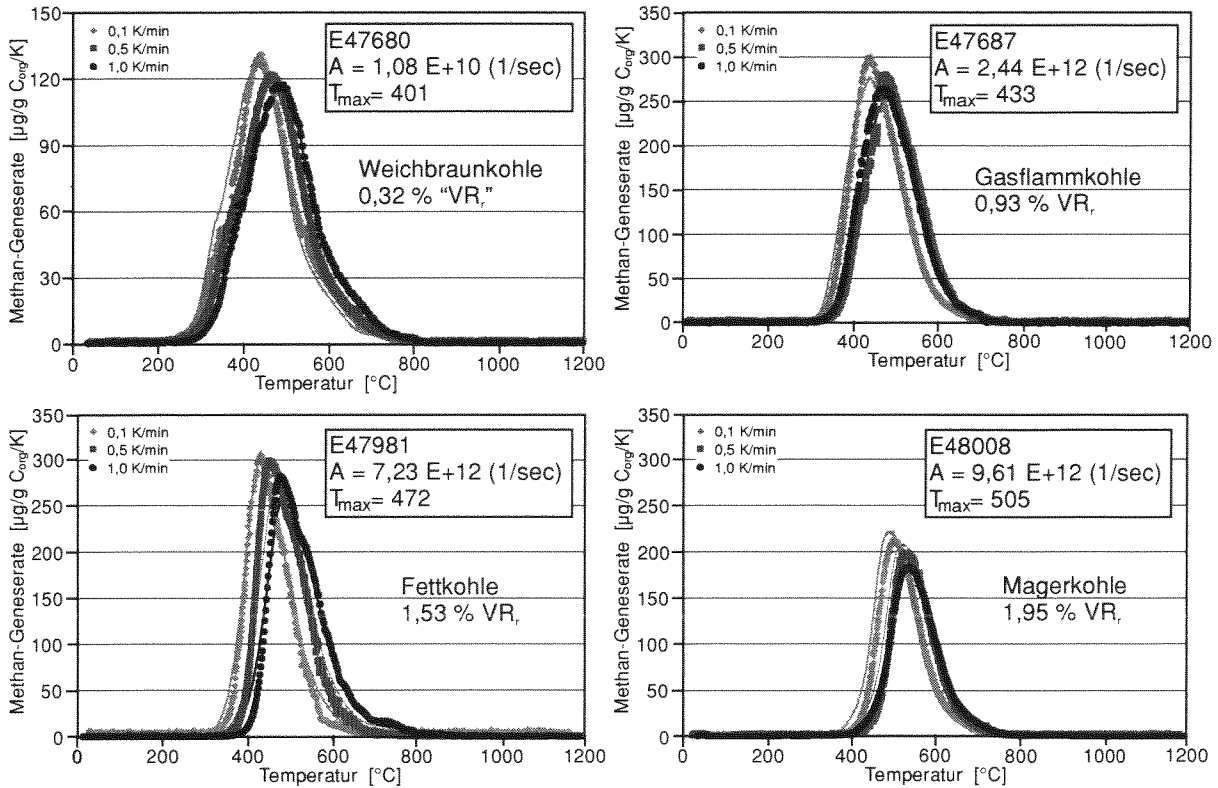 Methan-Geneserate [µg/g Corg/K]
150
120
90
60
30
0
0,1 K/min
0,5 K/min
1,0 K/min
E47680
A = 1,08 E+10 (1/sec)
Tmax= 401
Weichbraunkohle
0,32 % “VRr”
0 200 400 600 800 1000 1200
Temperatur [°C]
Methan-Geneserate [µg/g Corg/K]
350
300
250
200
150
100
50
0
0,1 K/min
0,5 K/min
1,0 K/min
E47687
A = 2,44 E+12 (1/sec)
Tmax= 433
Gasflammkohle
0,93 % VRr
0 200 400 600 800 1000 1200
Temperatur [°C]
Methan-Geneserate [µg/g Corg/K]
350
300
250
200
150
100
50
0
0,1 K/min
0,5 K/min
1,0 K/min
E47981
A = 7,23 E+12 (1/sec)
Tmax= 472
Fettkohle
1,53 % VRr
0 200 400 600 800 1000 1200
Temperatur [°C]
Methan-Geneserate [µg/g Corg/K]
350
300
250
200
150
100
50
0
0,1 K/min
0,5 K/min
1,0 K/min
E48008
A = 9,61 E+12 (1/sec)
Tmax= 505
Magerkohle
1,95 % VRr
0 200 400 600 800 1000 1200
Temperatur [°C]